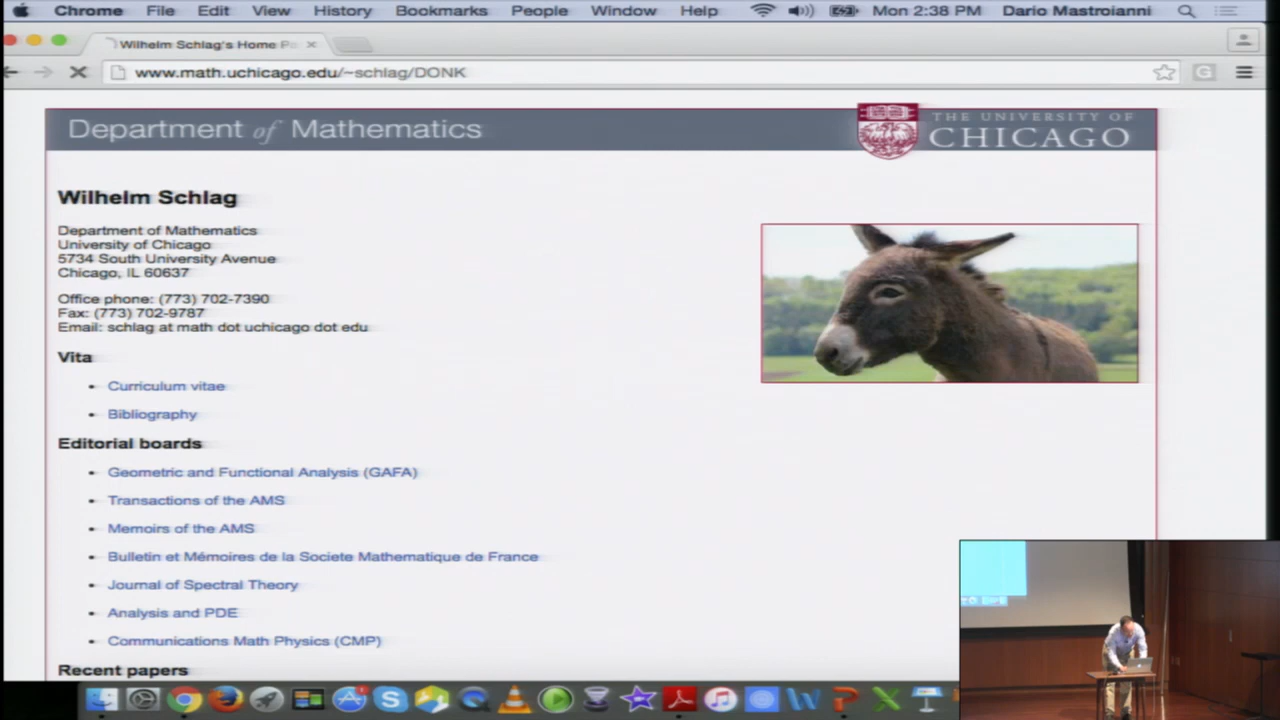 Chrome File Edit View History Bookmarks People Window Help Mon 2:38 PM Dario Mastroianni
Wilhelm Schlag's Home Pa
www.math.uchicago.edu/~schlag/DONK
Department of Mathematics
THE UNIVERSITY OF
CHICAGO
Wilhelm Schlag
Department of Mathematics
University of Chicago
5734 South University Avenue
Chicago, IL 60637
Office phone: (773) 702-7390
Fax: (773) 702-9787
Email: schlag at math dot uchicago dot edu
Vita
• Curriculum vitae
• Bibliography
Editorial boards
• Geometric and Functional Analysis (GAFA)
• Transactions of the AMS
• Memoirs of the AMS
• Bulletin et Mémoires de la Societe Mathematique de France
• Journal of Spectral Theory
• Analysis and PDE
• Communications Math Physics (CMP)
Recent papers